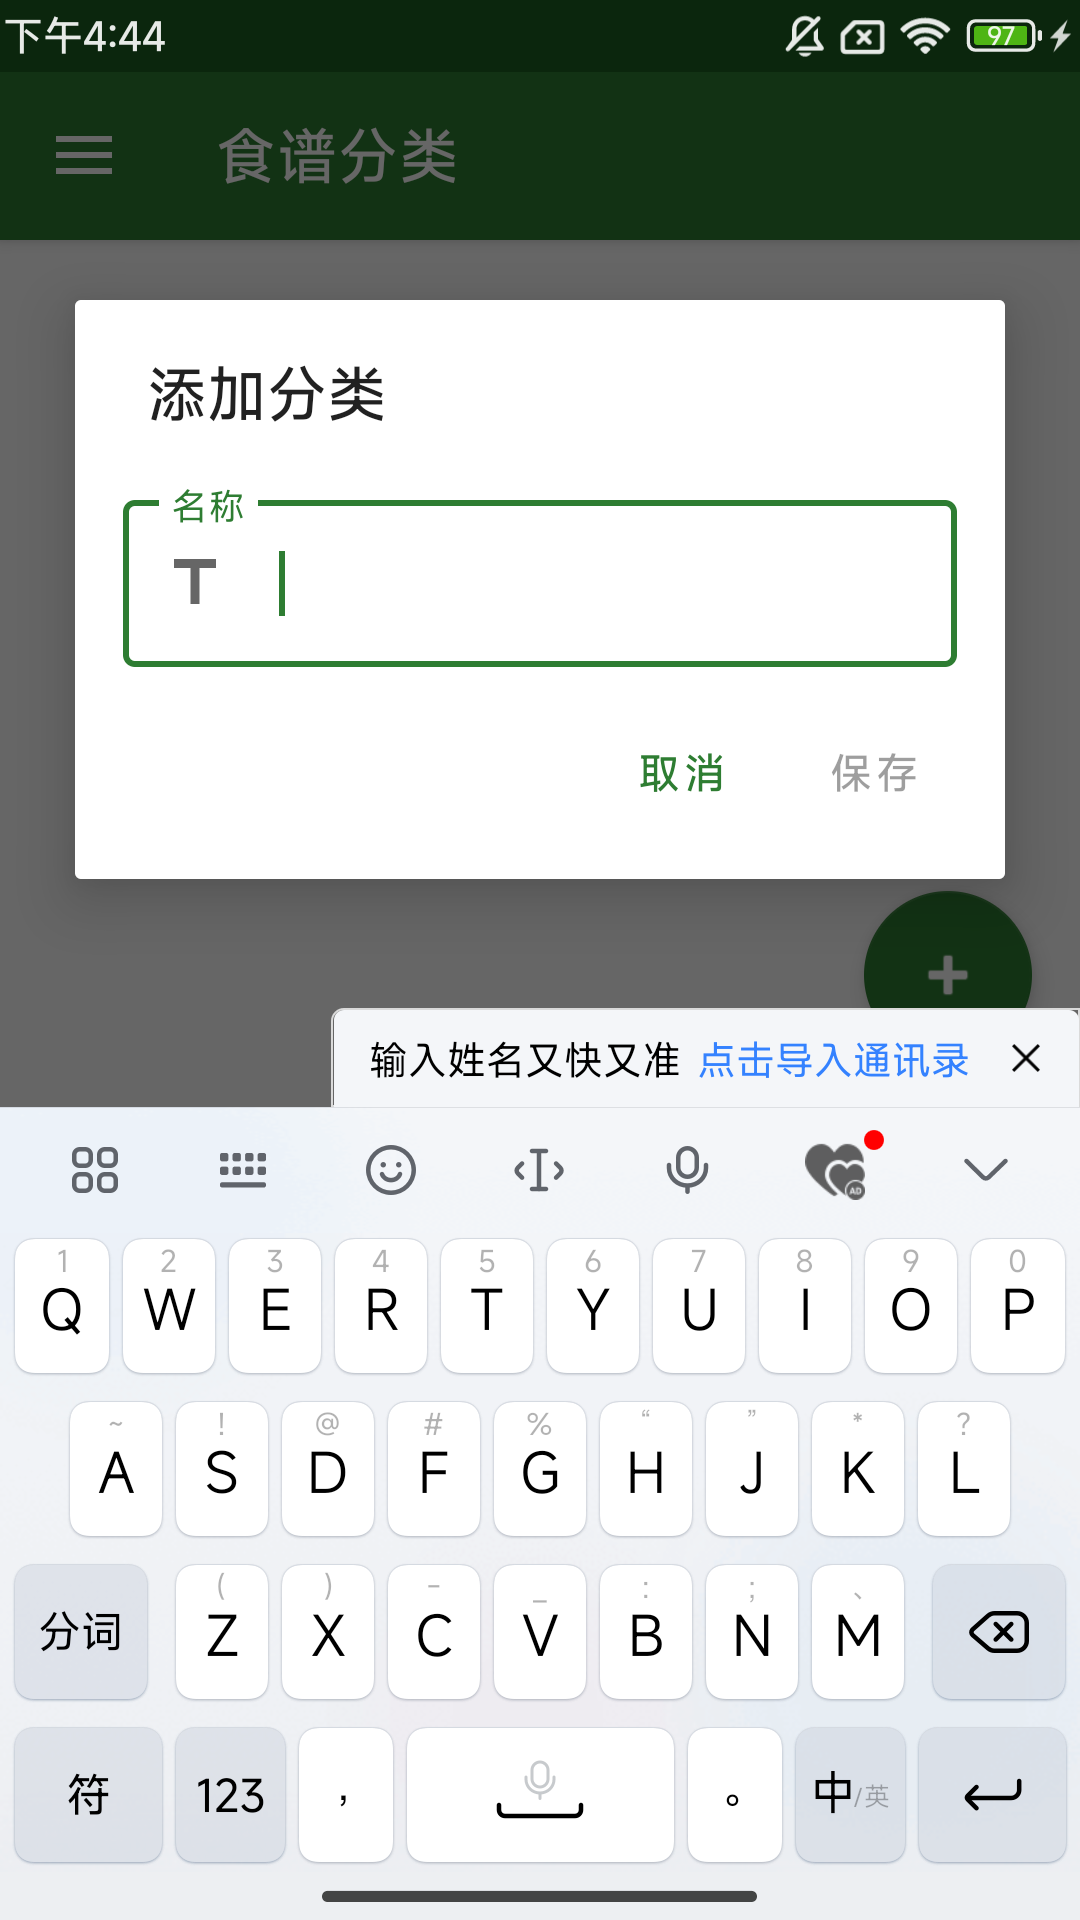 下午4:44
97
食谱分类
添加分类
名称
T
取消 保存
输入姓名又快又准 点击导入通讯录
AD
1 2 3 4 5 6 7 8 9 0
Q W E R T Y U I O P
~ ! @ # % “ ” * ?
A S D F G H J K L
( ) - _ : ; 、
分词 Z X C V B N M
符 123 , 。 中/英